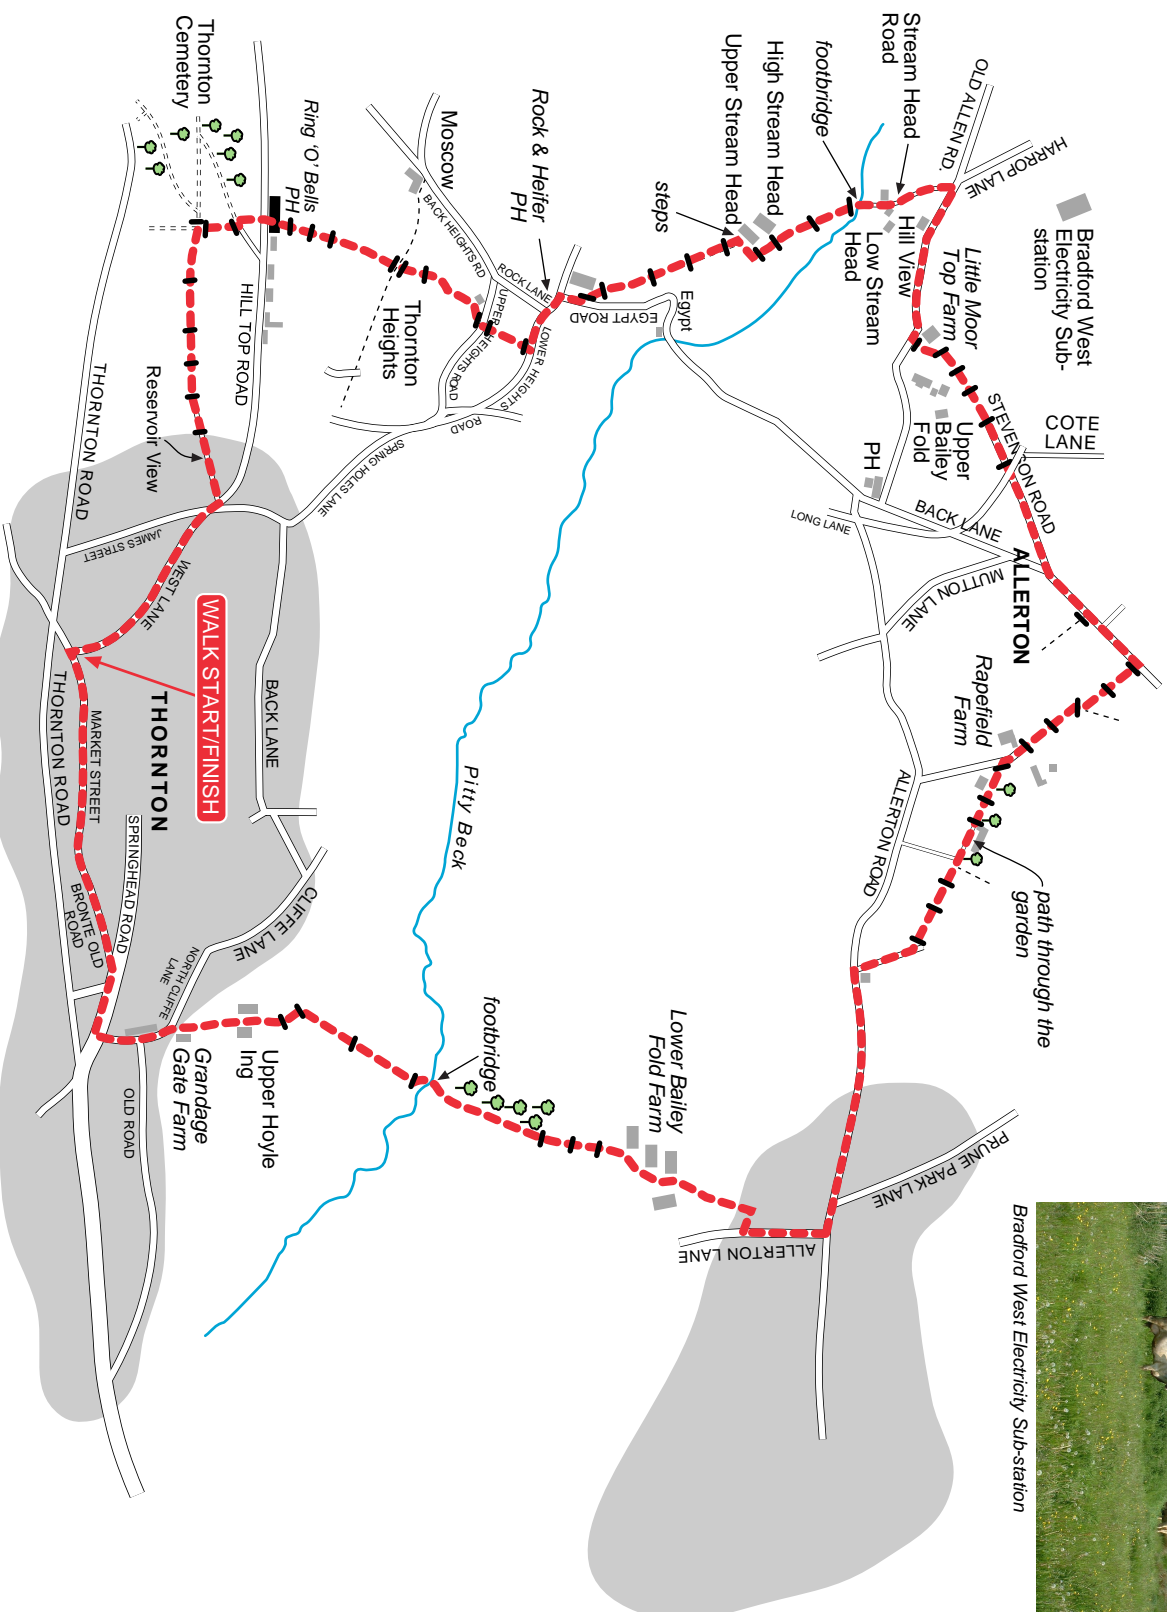 Bradford West
Electricity Sub-
station
HARROP LANE
OLD ALLEN RD.
Stream Head
Road
footbridge
High Stream Head
Upper Stream Head
steps
Hill View
Low Stream
Head
Little Moor
Top Farm
Upper
Bailey
Fold
COTE
LANE
STEVENSON ROAD
PH
BACK LANE
LONG LANE
MUTTON LANE
ALLERTON
Rapefield
Farm
ALLERTON ROAD
path through the
garden
PRUNE PARK LANE
ALLERTON LANE
Bradford West Electricity Sub-station
Rock & Heifer
PH
Egypt
EGYPT ROAD
ROCK LANE
LOWER HEIGHTS
ROAD
UPPER
HEIGHTS ROAD
BACK HEIGHTS RD
Moscow
Thornton
Heights
SPRING HOLES LANE
Ring ‘O’ Bells
PH
Thornton
Cemetery
HILL TOP ROAD
Reservoir View
THORNTON ROAD
JAMES STREET
WEST LANE
WALK START/FINISH
BACK LANE
THORNTON
MARKET STREET
THORNTON ROAD
SPRINGHEAD ROAD
BRONTE OLD
ROAD
CLIFFE LANE
NORTH CLIFFE
LANE
Grandage
Gate Farm
Upper Hoyle
Ing
OLD ROAD
Pitty Beck
footbridge
Lower Bailey
Fold Farm